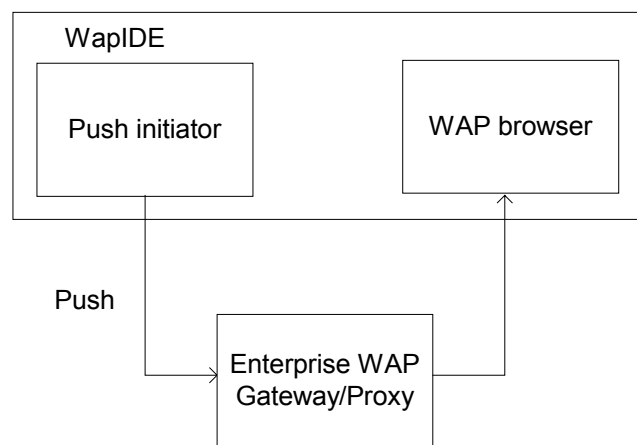 WapIDE
Push initiator
WAP browser
Push
Enterprise WAP
Gateway/Proxy